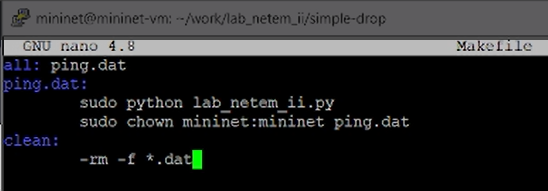 mininet@mininet-vm: ~/work/lab_netem_ii/simple-drop
GNU nano 4.8 Makefile
all: ping.dat
ping.dat:
        sudo python lab_netem_ii.py
        sudo chown mininet:mininet ping.dat
clean:
        -rm -f *.dat